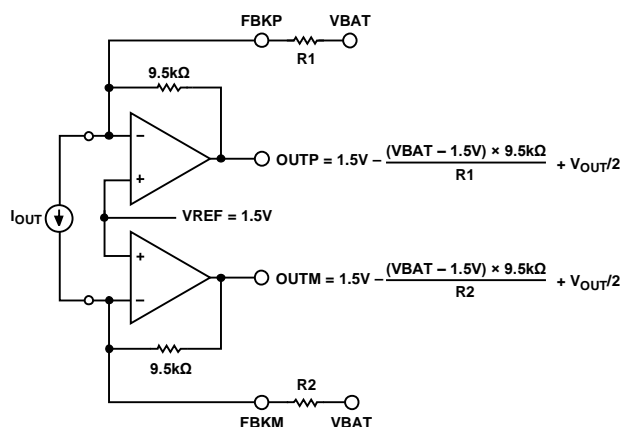 FBKP VBAT
R1
9.5kΩ
−
+
OUTP = 1.5V – (VBAT – 1.5V) × 9.5kΩ / R1 + VOUT/2
IOUT
VREF = 1.5V
+
−
OUTM = 1.5V – (VBAT – 1.5V) × 9.5kΩ / R2 + VOUT/2
9.5kΩ
R2
FBKM VBAT